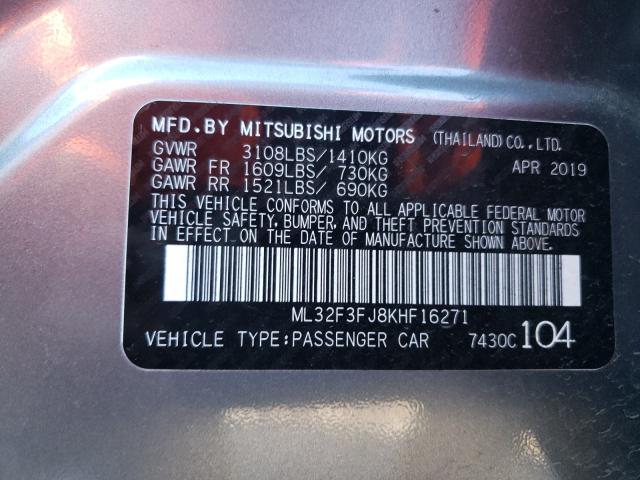 MFD.BY MITSUBISHI MOTORS (THAILAND)CO.,LTD.
GVWR 3108LBS/1410KG APR 2019
GAWR FR 1609LBS/ 730KG
GAWR RR 1521LBS/ 690KG
THIS VEHICLE CONFORMS TO ALL APPLICABLE FEDERAL MOTOR
VEHICLE SAFETY, BUMPER, AND THEFT PREVENTION STANDARDS
IN EFFECT ON THE DATE OF MANUFACTURE SHOWN ABOVE.
ML32F3FJ8KHF16271
VEHICLE TYPE:PASSENGER CAR 7430C 104